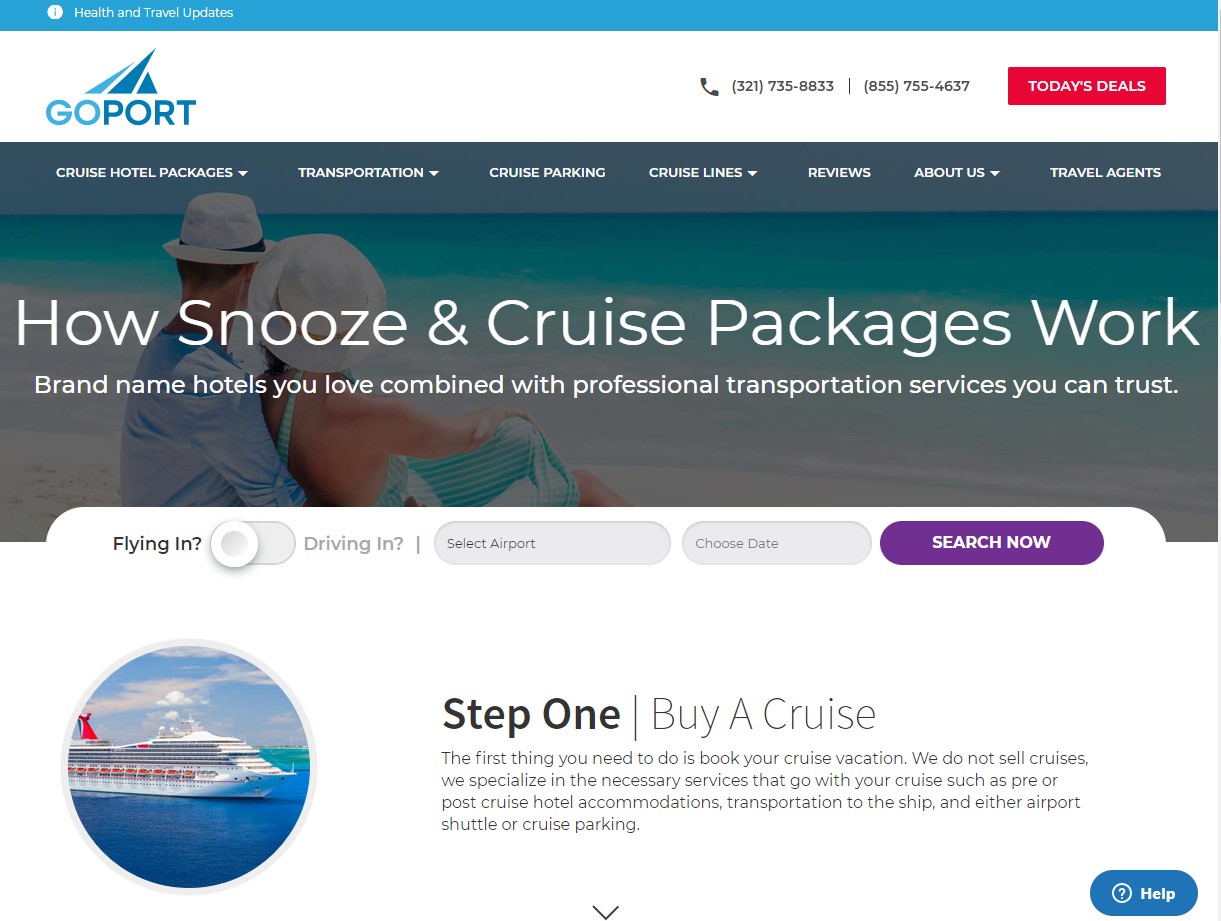 Health and Travel Updates
GOPORT
(321) 735-8833 | (855) 755-4637
TODAY'S DEALS
CRUISE HOTEL PACKAGES TRANSPORTATION CRUISE PARKING CRUISE LINES REVIEWS ABOUT US TRAVEL AGENTS
How Snooze & Cruise Packages Work
Brand name hotels you love combined with professional transportation services you can trust.
Flying In? Driving In? | Select Airport Choose Date SEARCH NOW
Step One | Buy A Cruise
The first thing you need to do is book your cruise vacation. We do not sell cruises,
we specialize in the necessary services that go with your cruise such as pre or
post cruise hotel accommodations, transportation to the ship, and either airport
shuttle or cruise parking.
Help